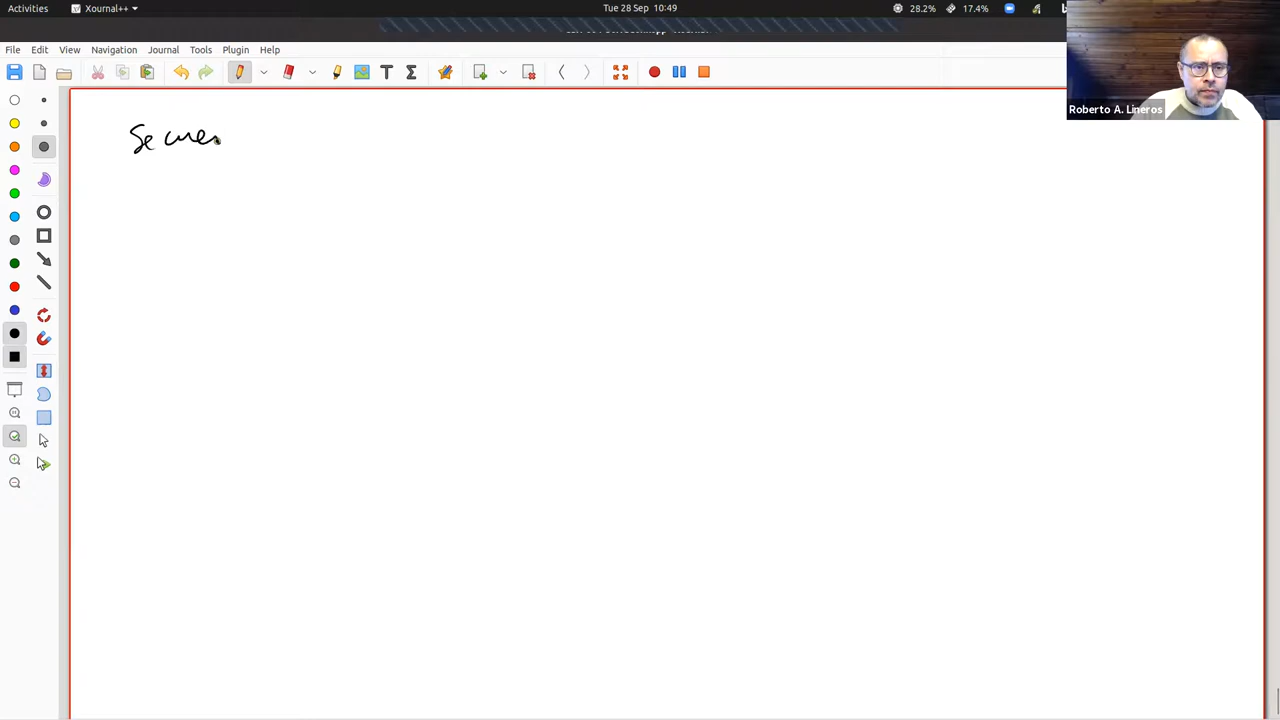 Activities Xournal++ Tue 28 Sep 10:49 28.2% 17.4%
File Edit View Navigation Journal Tools Plugin Help
Roberto A. Lineros
Se cuen